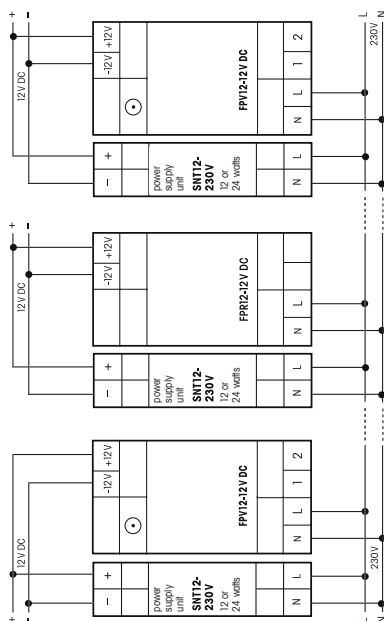 +
−
12V DC
− +
power
supply
unit
SNT12-
230V
12 or
24 watts
N L
-12V +12V
FPV12-12V DC
N L 1 2
230V
L
N
12V DC
− +
power
supply
unit
SNT12-
230V
12 or
24 watts
N L
-12V +12V
FPR12-12V DC
N L
− +
power
supply
unit
SNT12-
230V
12 or
24 watts
N L
12V DC
-12V +12V
FPV12-12V DC
N L 1 2
+
−
230V
L
N